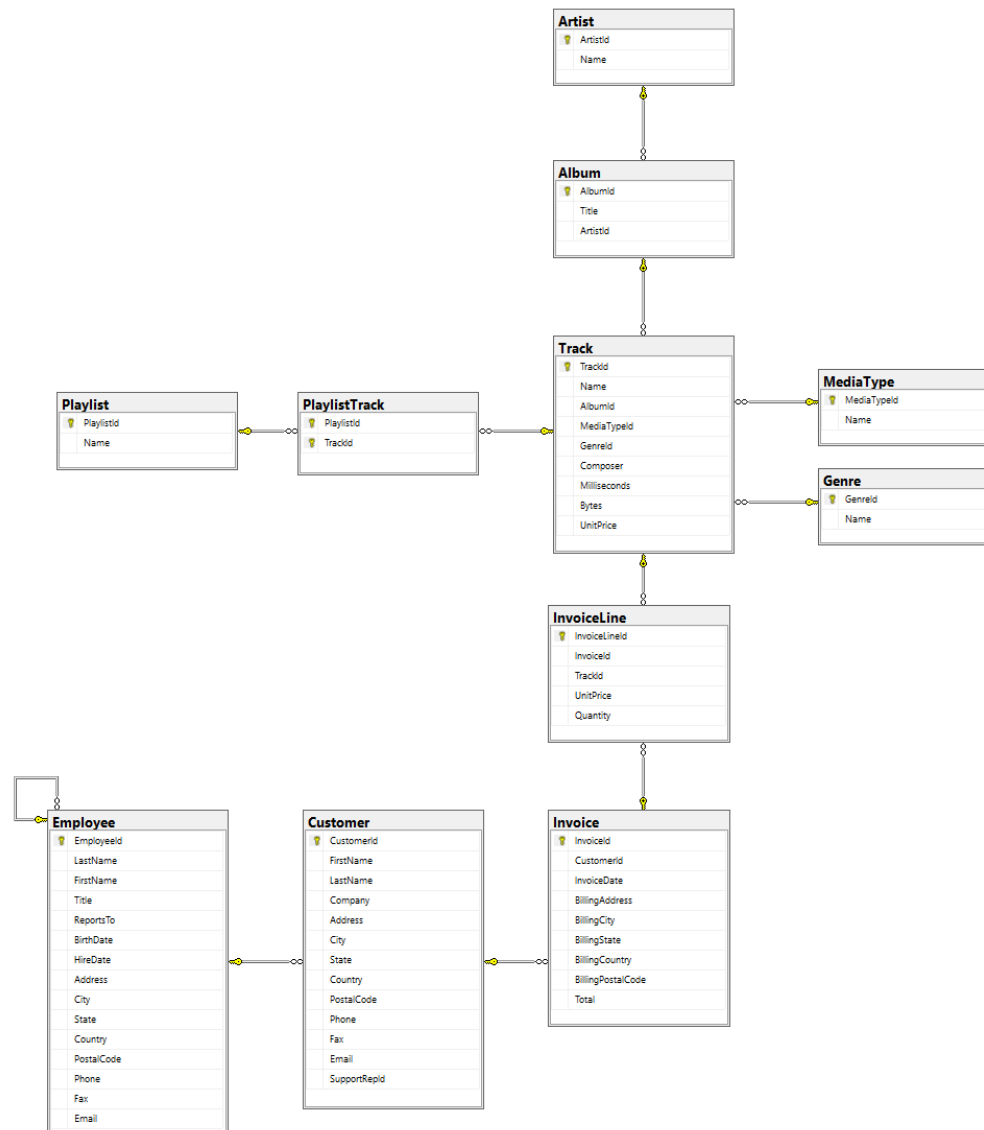 Artist
ArtistId
Name
Album
AlbumId
Title
ArtistId
Track
TrackId
Name
AlbumId
MediaTypeId
GenreId
Composer
Milliseconds
Bytes
UnitPrice
MediaType
MediaTypeId
Name
Genre
GenreId
Name
Playlist
PlaylistId
Name
PlaylistTrack
PlaylistId
TrackId
InvoiceLine
InvoiceLineId
InvoiceId
TrackId
UnitPrice
Quantity
Employee
EmployeeId
LastName
FirstName
Title
ReportsTo
BirthDate
HireDate
Address
City
State
Country
PostalCode
Phone
Fax
Email
Customer
CustomerId
FirstName
LastName
Company
Address
City
State
Country
PostalCode
Phone
Fax
Email
SupportRepId
Invoice
InvoiceId
CustomerId
InvoiceDate
BillingAddress
BillingCity
BillingState
BillingCountry
BillingPostalCode
Total